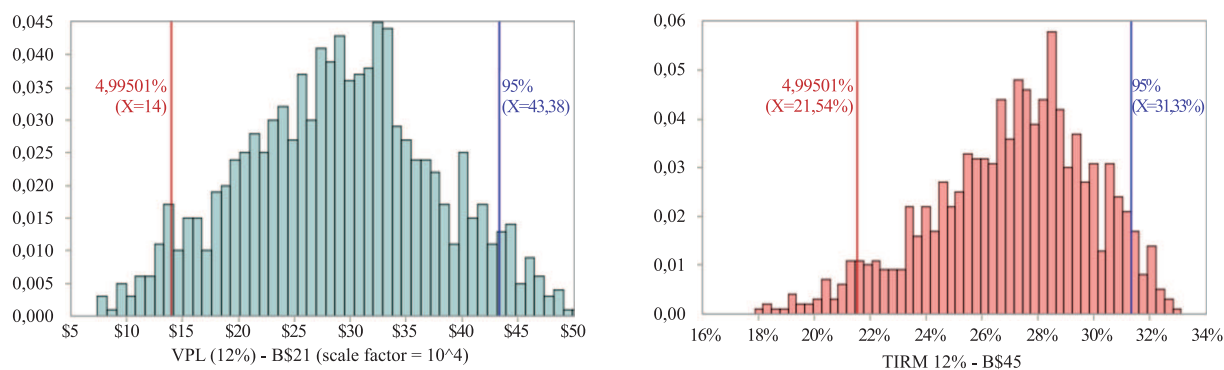 0,045
0,040
0,035
0,030
0,025
0,020
0,015
0,010
0,005
0,000
4,99501%
(X=14)
95%
(X=43,38)
$5 $10 $15 $20 $25 $30 $35 $40 $45 $50
VPL (12%) - B$21 (scale factor = 10^4)
0,06
0,05
0,04
0,03
0,02
0,01
0,00
4,99501%
(X=21,54%)
95%
(X=31,33%)
16% 18% 20% 22% 24% 26% 28% 30% 32% 34%
TIRM 12% - B$45